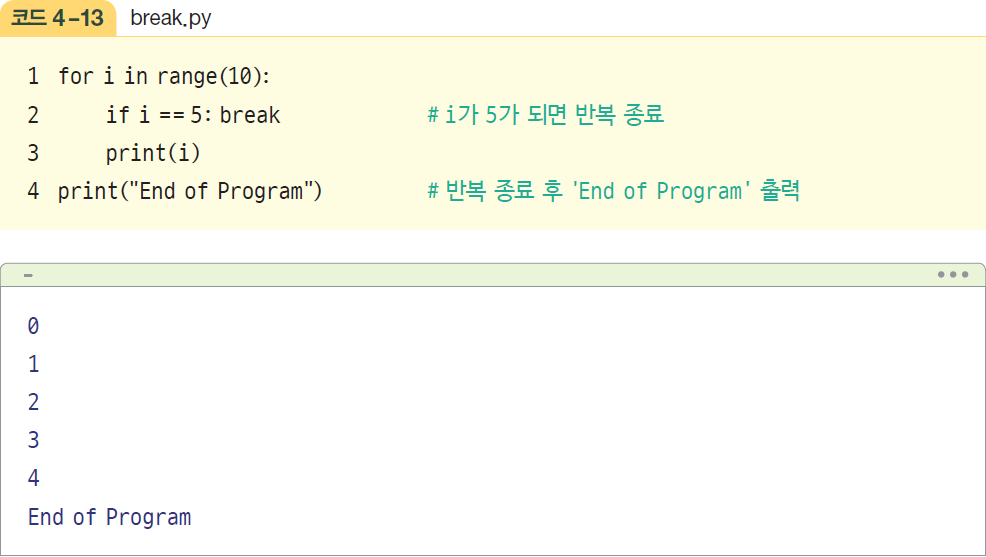 코드 4-13 break.py
1 for i in range(10):
2     if i == 5: break # i가 5가 되면 반복 종료
3     print(i)
4 print("End of Program") # 반복 종료 후 'End of Program' 출력
0
1
2
3
4
End of Program